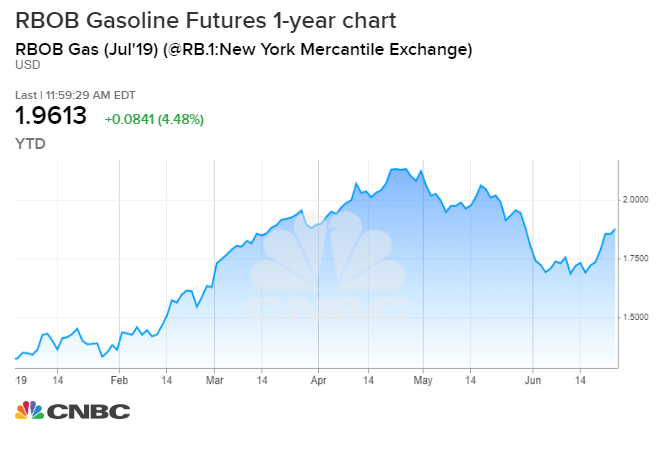 RBOB Gasoline Futures 1-year chart
RBOB Gas (Jul'19) (@RB.1:New York Mercantile Exchange)
USD
Last | 11:59:29 AM EDT
1.9613 +0.0841 (4.48%)
YTD
2.0000
1.7500
1.5000
19 14 Feb 14 Mar 14 Apr 14 May 14 Jun 14
CNBC
CNBC